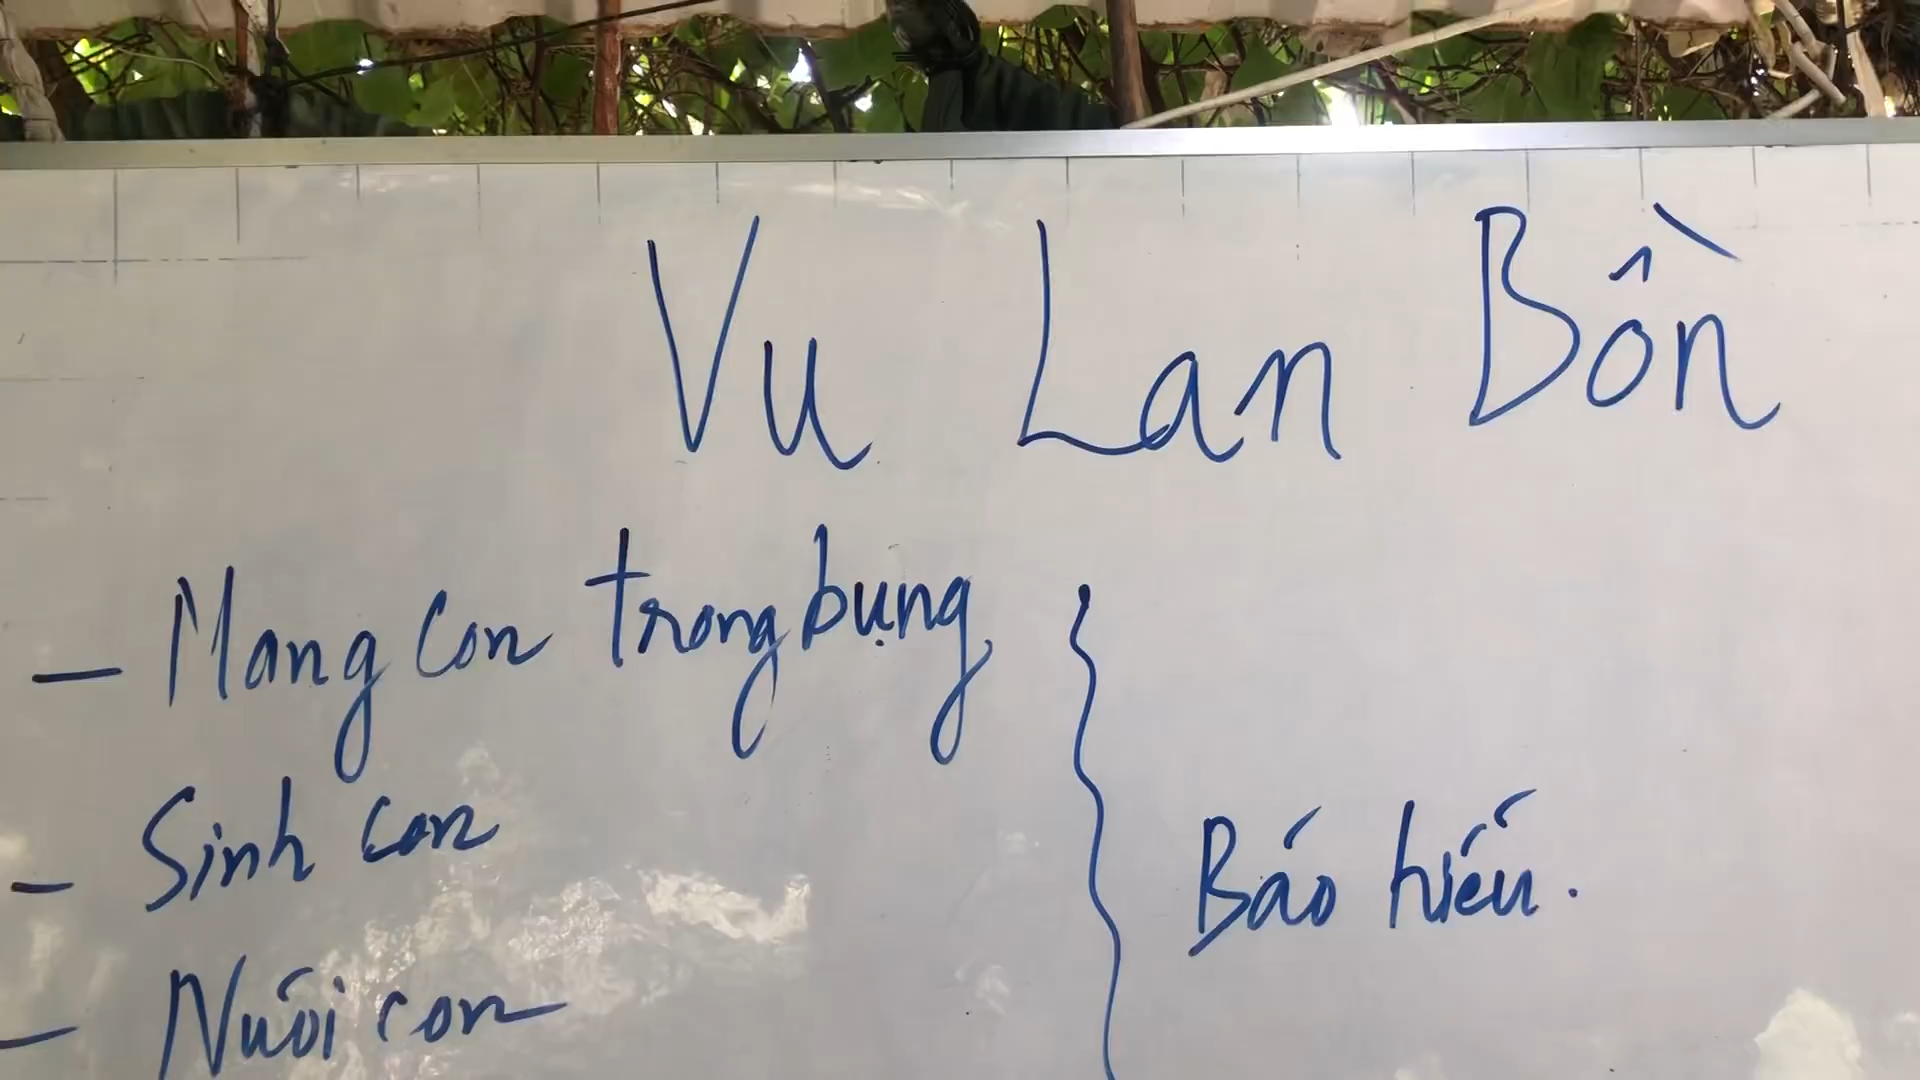 Vu Lan Bồn
- Mang con trong bụng
- Sinh con
- Nuôi con
Báo hiếu.